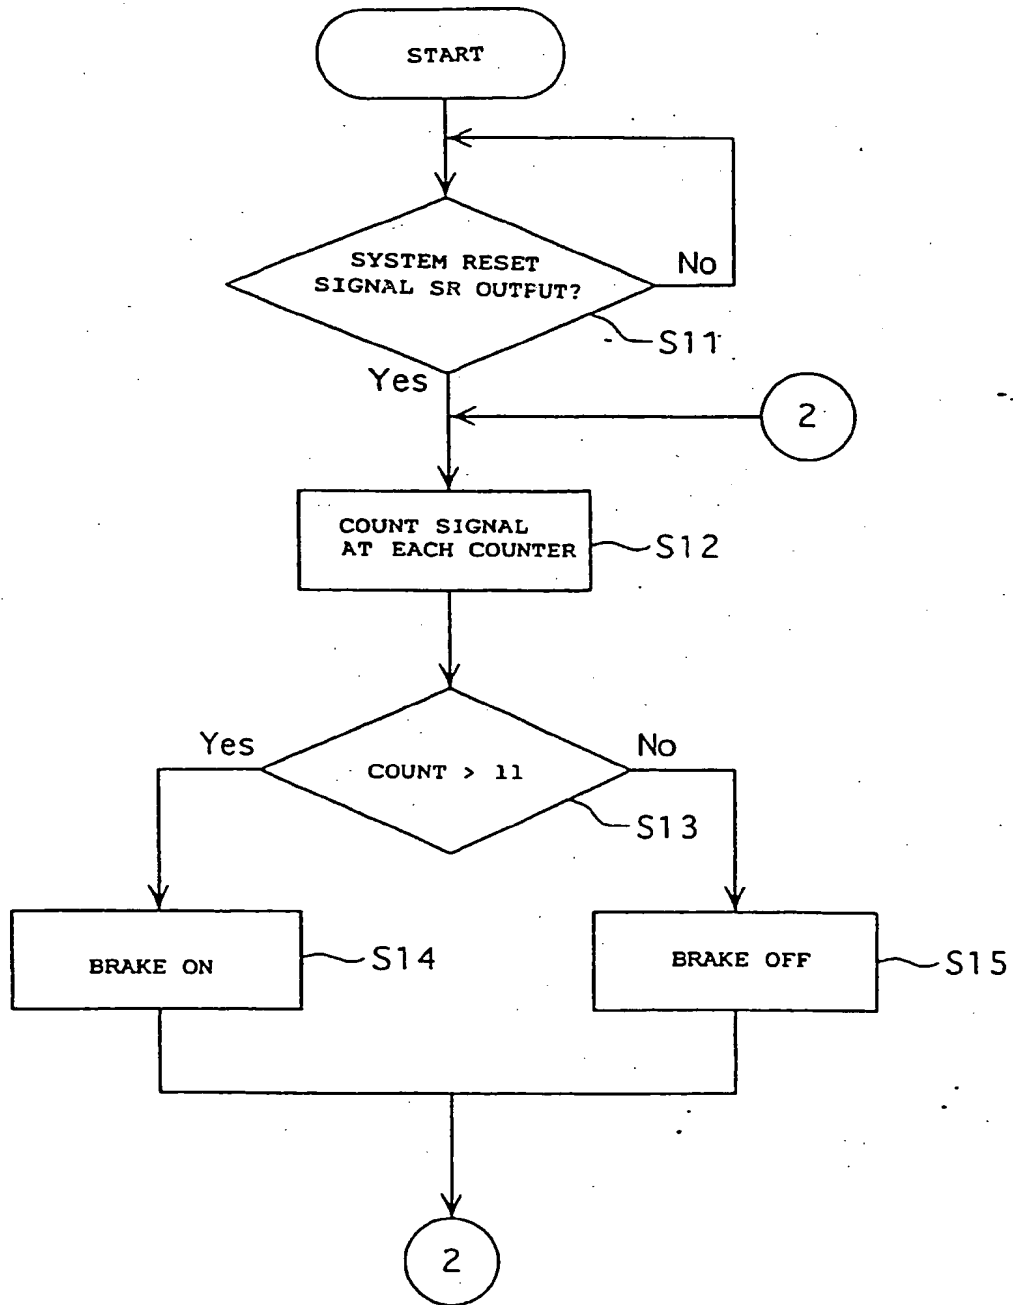 START
SYSTEM RESET
SIGNAL SR OUTPUT?
No
S11
Yes
2
COUNT SIGNAL
AT EACH COUNTER
S12
Yes
No
COUNT > 11
S13
BRAKE ON
S14
BRAKE OFF
S15
2